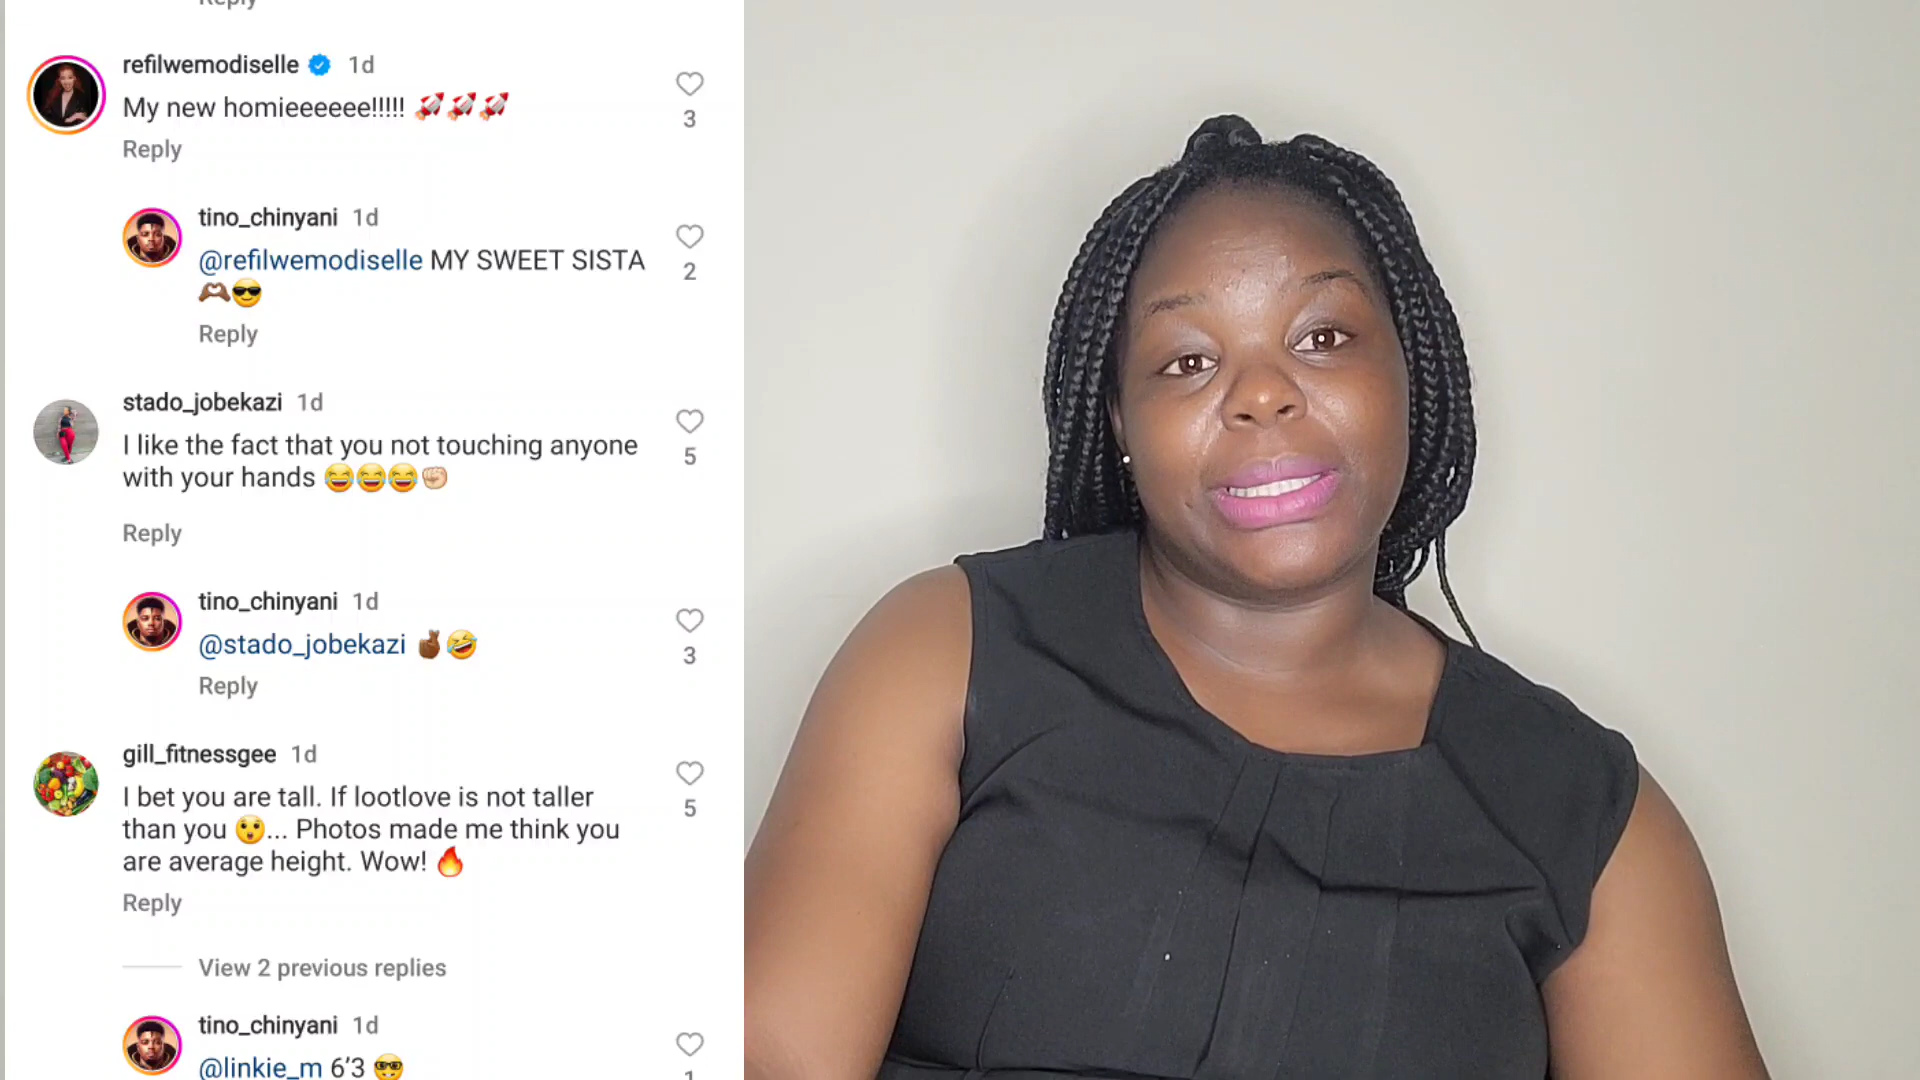 Reply
refilwemodiselle 1d
My new homieeeeee!!!!! 🚀🚀🚀
3
Reply
tino_chinyani 1d
@refilwemodiselle MY SWEET SISTA
🫶🏾😎
2
Reply
stado_jobekazi 1d
I like the fact that you not touching anyone
with your hands 😂😂😂✊🏻
5
Reply
tino_chinyani 1d
@stado_jobekazi 🤞🏾🤣
3
Reply
gill_fitnessgee 1d
I bet you are tall. If lootlove is not taller
than you 😲... Photos made me think you
are average height. Wow! 🔥
5
Reply
View 2 previous replies
tino_chinyani 1d
@linkie_m 6’3 🤓
1